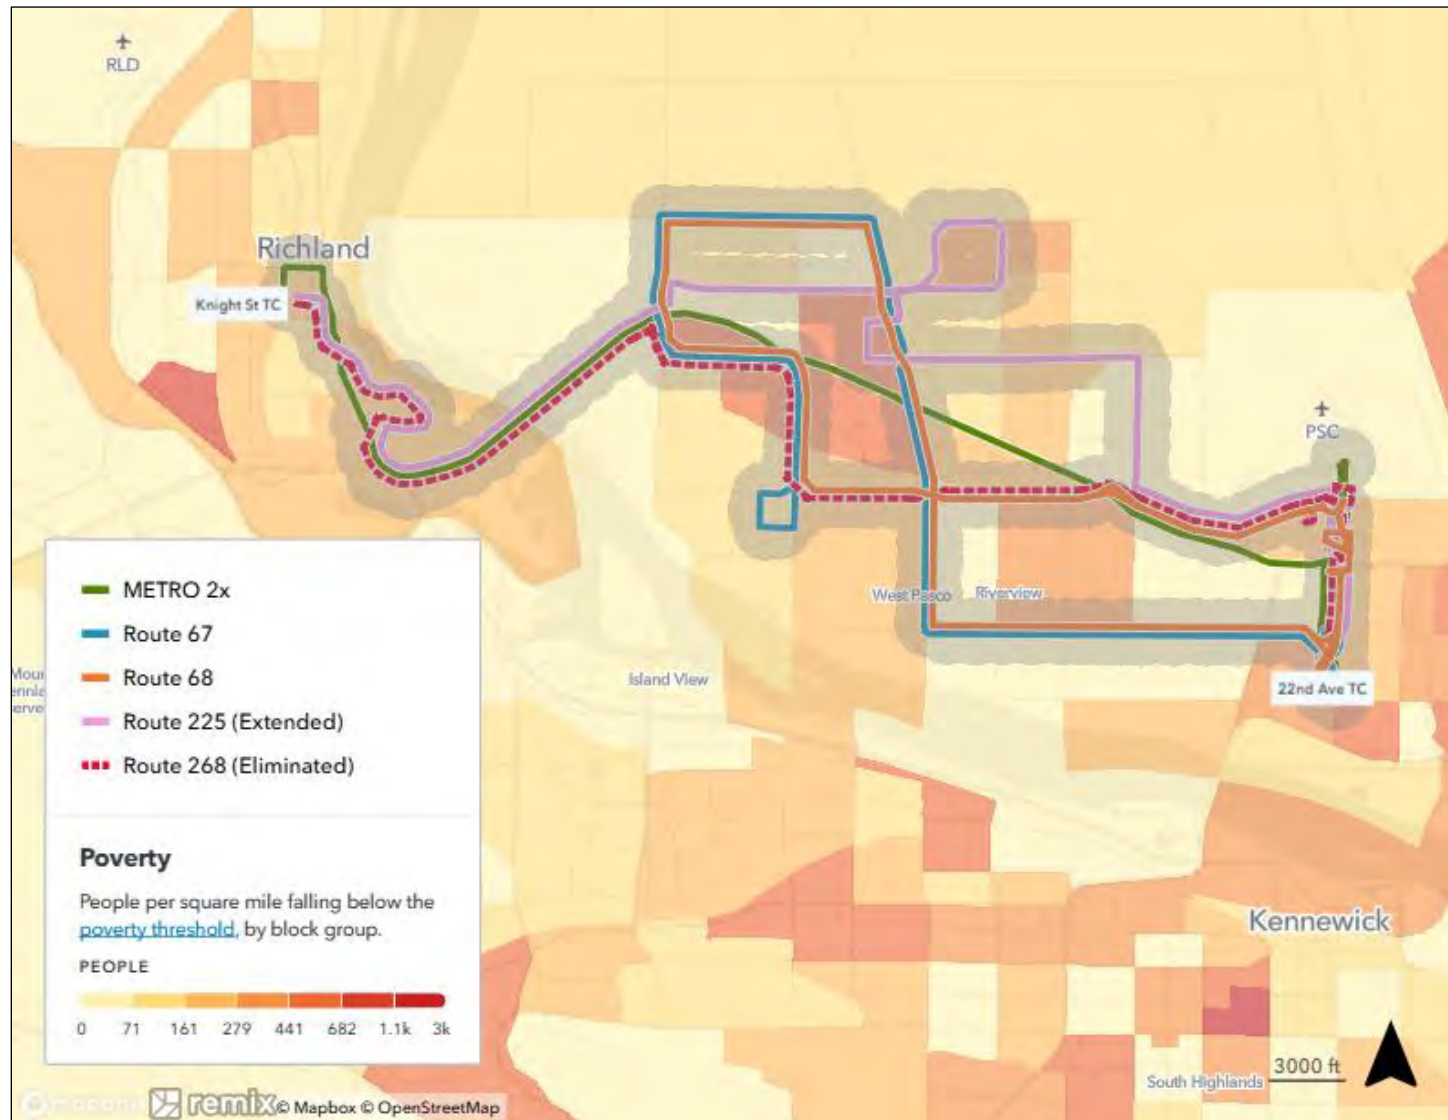 RLD
Richland
Knight St TC
PSC
METRO 2x
Route 67
Route 68
Route 225 (Extended)
Route 268 (Eliminated)
West Pasco
Riverview
Island View
22nd Ave TC
Poverty
People per square mile falling below the
poverty threshold, by block group.
PEOPLE
0 71 161 279 441 682 1.1k 3k
Kennewick
South Highlands
3000 ft
remix © Mapbox © OpenStreetMap